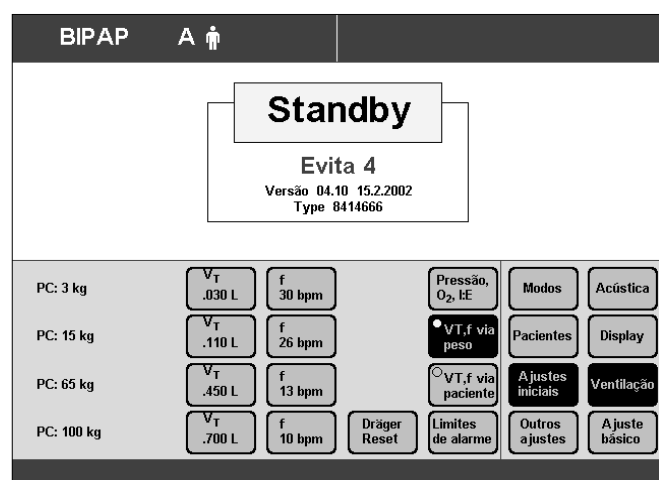 BIPAP A
Standby
Evita 4
Versão 04.10 15.2.2002
Type 8414666
PC: 3 kg
VT
.030 L
f
30 bpm
Pressão,
O2, I:E
Modos
Acústica
PC: 15 kg
VT
.110 L
f
26 bpm
VT,f via
peso
Pacientes
Display
PC: 65 kg
VT
.450 L
f
13 bpm
VT,f via
paciente
Ajustes
iniciais
Ventilação
PC: 100 kg
VT
.700 L
f
10 bpm
Dräger
Reset
Limites
de alarme
Outros
ajustes
Ajuste
básico